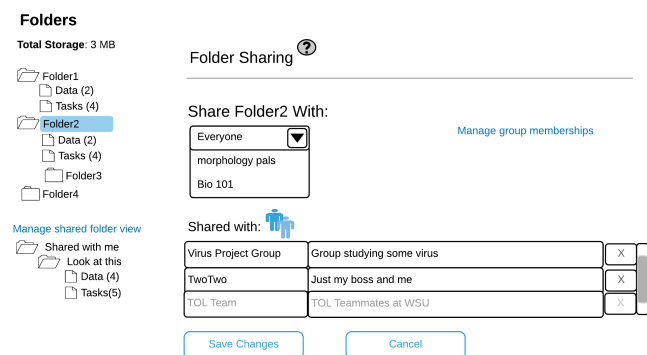 Folders
Total Storage: 3 MB
Folder1
Data (2)
Tasks (4)
Folder2
Data (2)
Tasks (4)
Folder3
Folder4
Manage shared folder view
Shared with me
Look at this
Data (4)
Tasks(5)
Folder Sharing ?
Share Folder2 With:
Everyone
morphology pals
Bio 101
Manage group memberships
Shared with:
Virus Project Group Group studying some virus X
TwoTwo Just my boss and me X
TOL Team TOL Teammates at WSU X
Save Changes Cancel